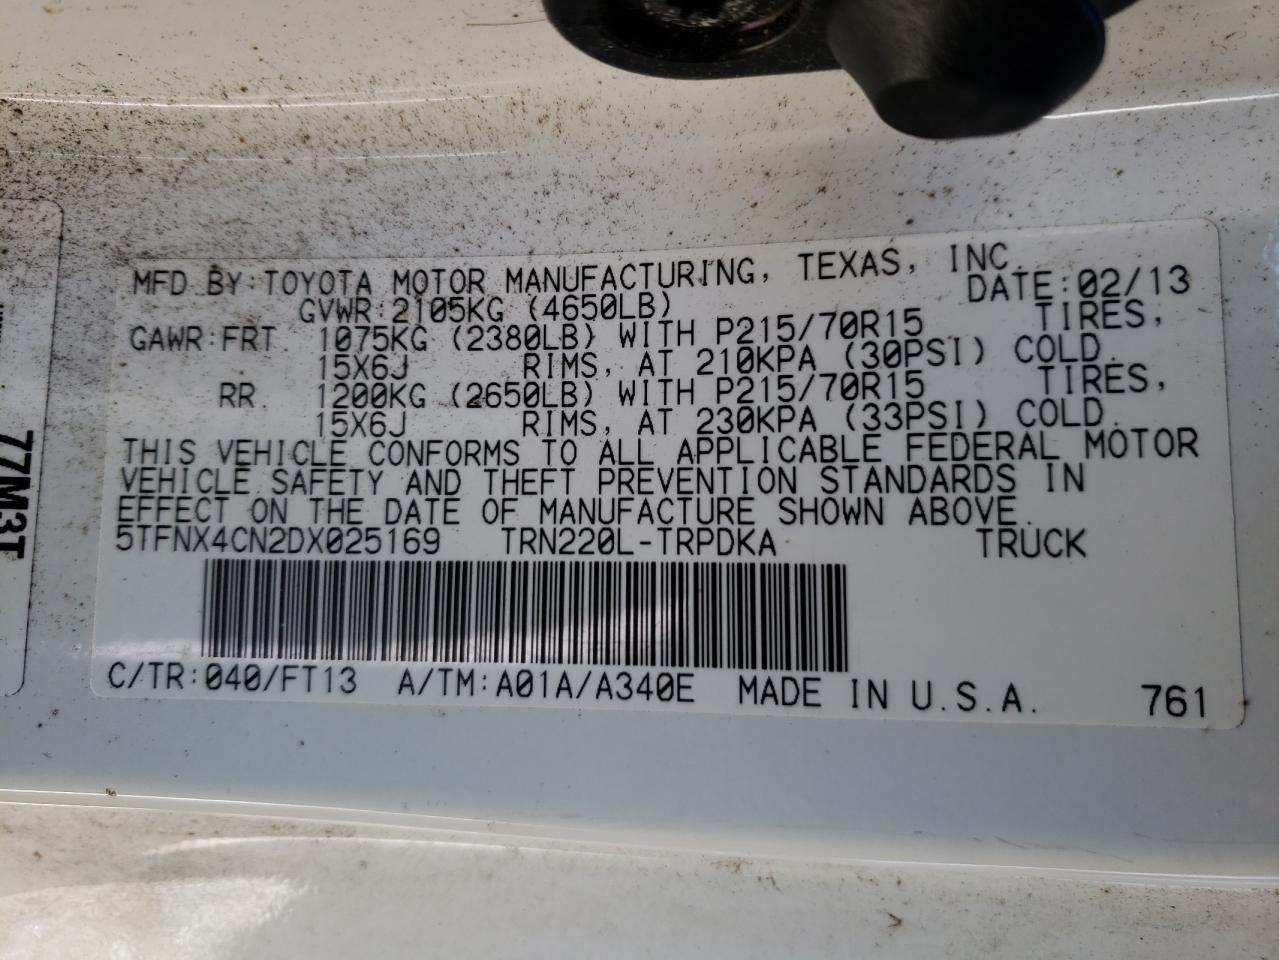 MFD BY:TOYOTA MOTOR MANUFACTURING, TEXAS, INC.
GVWR:2105KG (4650LB) DATE:02/13
GAWR:FRT. 1075KG (2380LB) WITH P215/70R15 TIRES,
15X6J RIMS, AT 210KPA (30PSI) COLD.
RR. 1200KG (2650LB) WITH P215/70R15 TIRES,
15X6J RIMS, AT 230KPA (33PSI) COLD.
THIS VEHICLE CONFORMS TO ALL APPLICABLE FEDERAL MOTOR
VEHICLE SAFETY AND THEFT PREVENTION STANDARDS IN
EFFECT ON THE DATE OF MANUFACTURE SHOWN ABOVE.
5TFNX4CN2DX025169 TRN220L-TRPDKA TRUCK
C/TR:040/FT13 A/TM:A01A/A340E MADE IN U.S.A. 761
77M3T